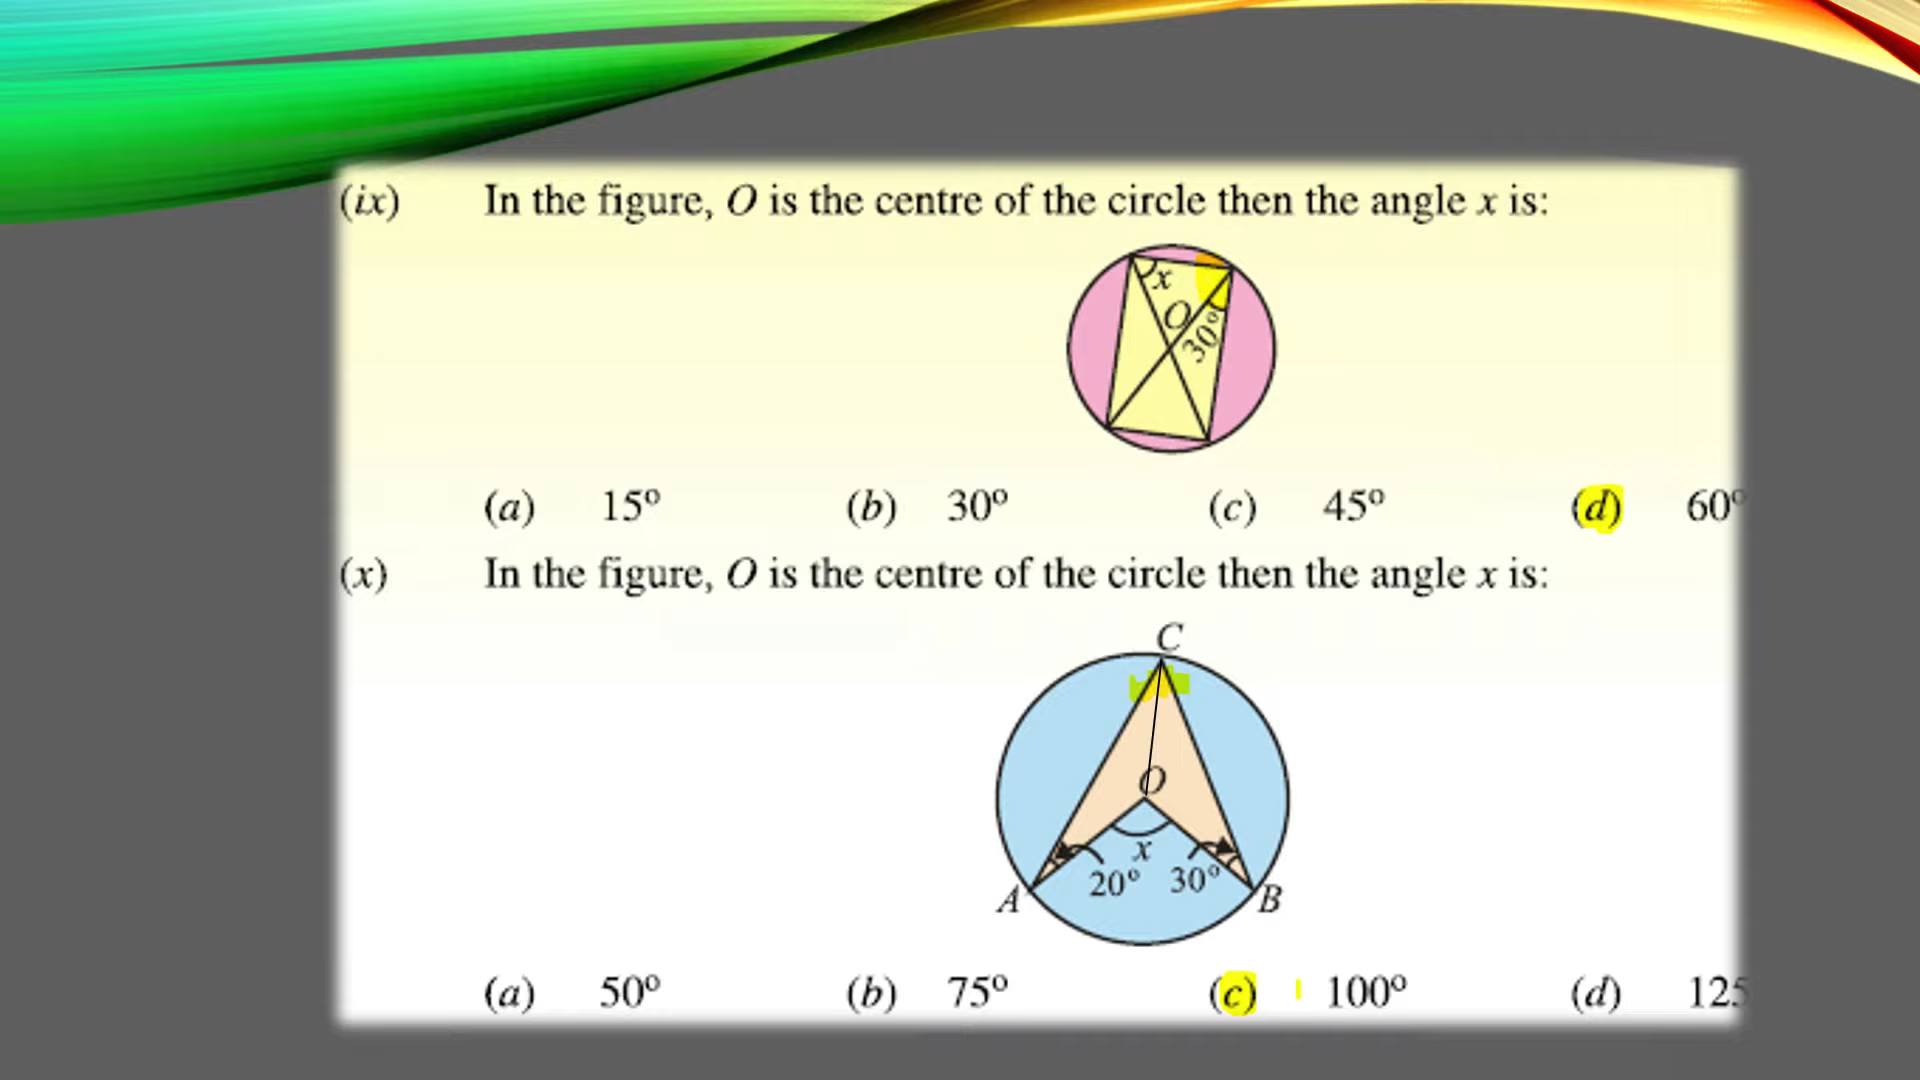 (ix) In the figure, O is the centre of the circle then the angle x is:
x
O
30°
(a) 15° (b) 30° (c) 45° (d) 60°
(x) In the figure, O is the centre of the circle then the angle x is:
C
O
x
20° 30°
A B
(a) 50° (b) 75° (c) 100° (d) 125